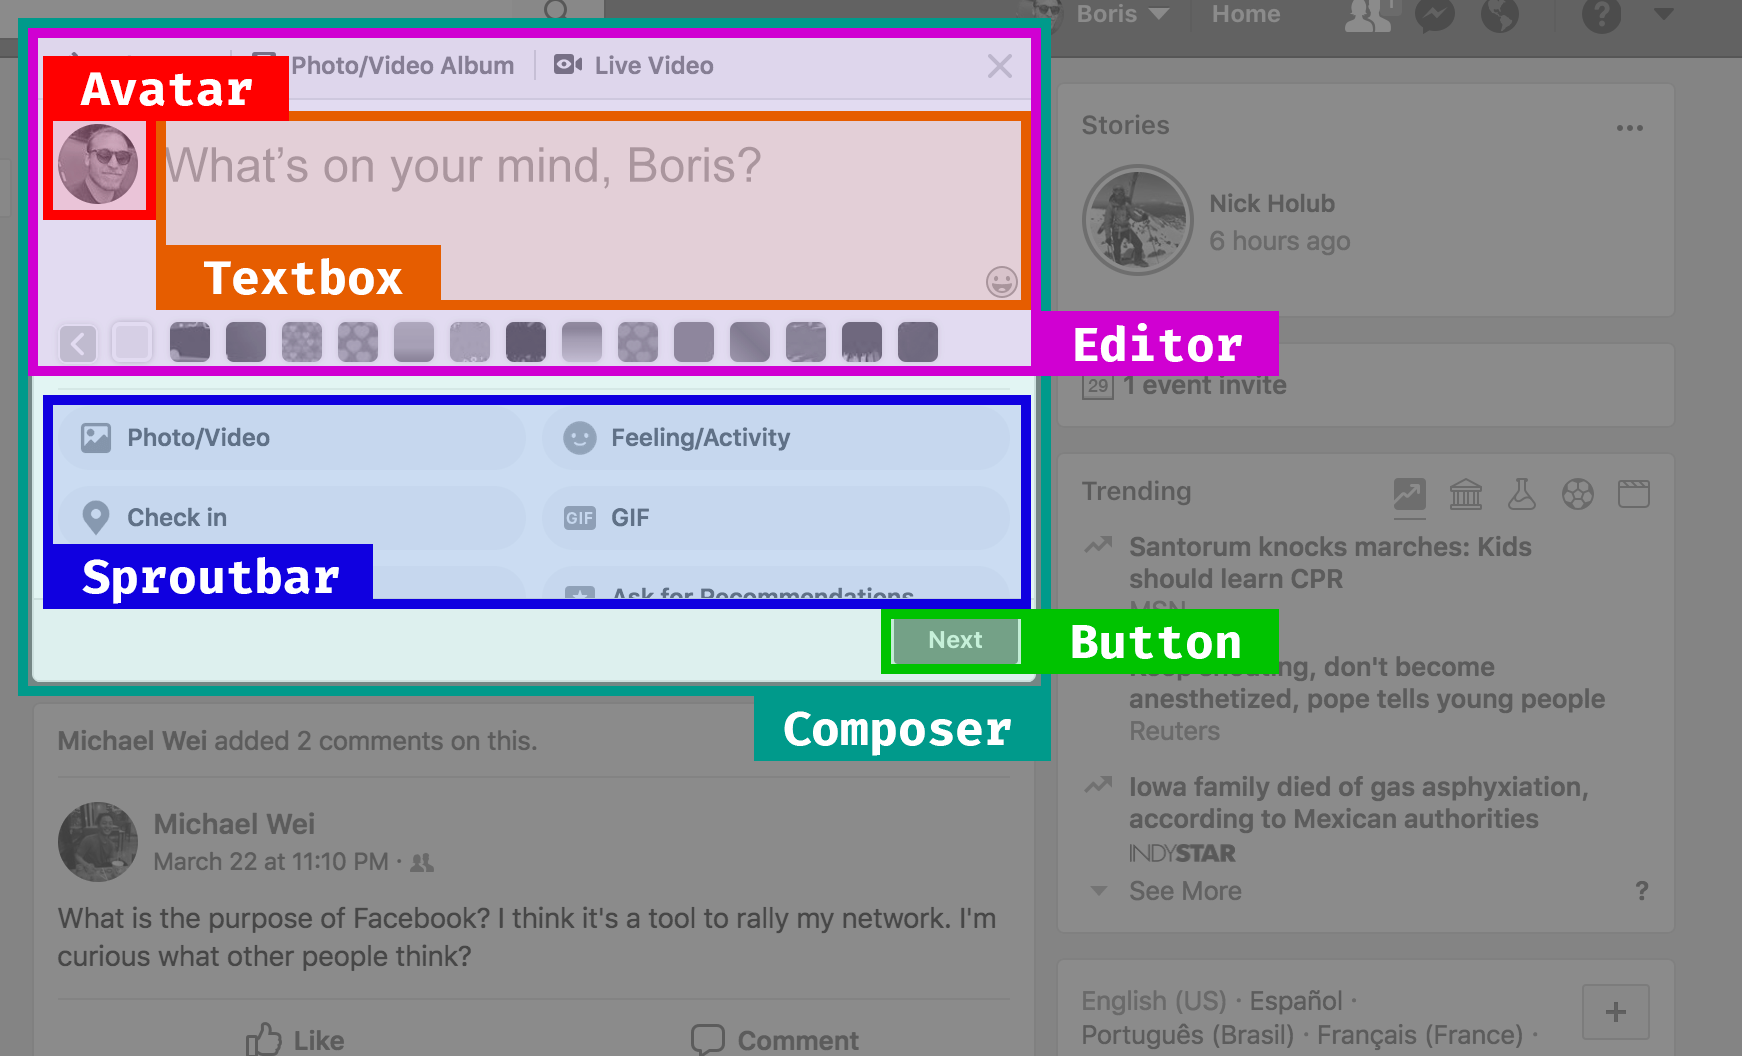 Boris Home
Photo/Video Album Live Video
Avatar
What's on your mind, Boris?
Textbox
Editor
Photo/Video Feeling/Activity
Check in GIF GIF
Sproutbar
Ask for Recommendations
Next
Button
Composer
Michael Wei added 2 comments on this.
Michael Wei
March 22 at 11:10 PM ·
What is the purpose of Facebook? I think it's a tool to rally my network. I'm
curious what other people think?
Like Comment
Stories
Nick Holub
6 hours ago
29 1 event invite
Trending
Santorum knocks marches: Kids
should learn CPR
MSN
Keep shouting, don't become
anesthetized, pope tells young people
Reuters
Iowa family died of gas asphyxiation,
according to Mexican authorities
INDYSTAR
See More ?
English (US) · Español ·
Português (Brasil) · Français (France) ·